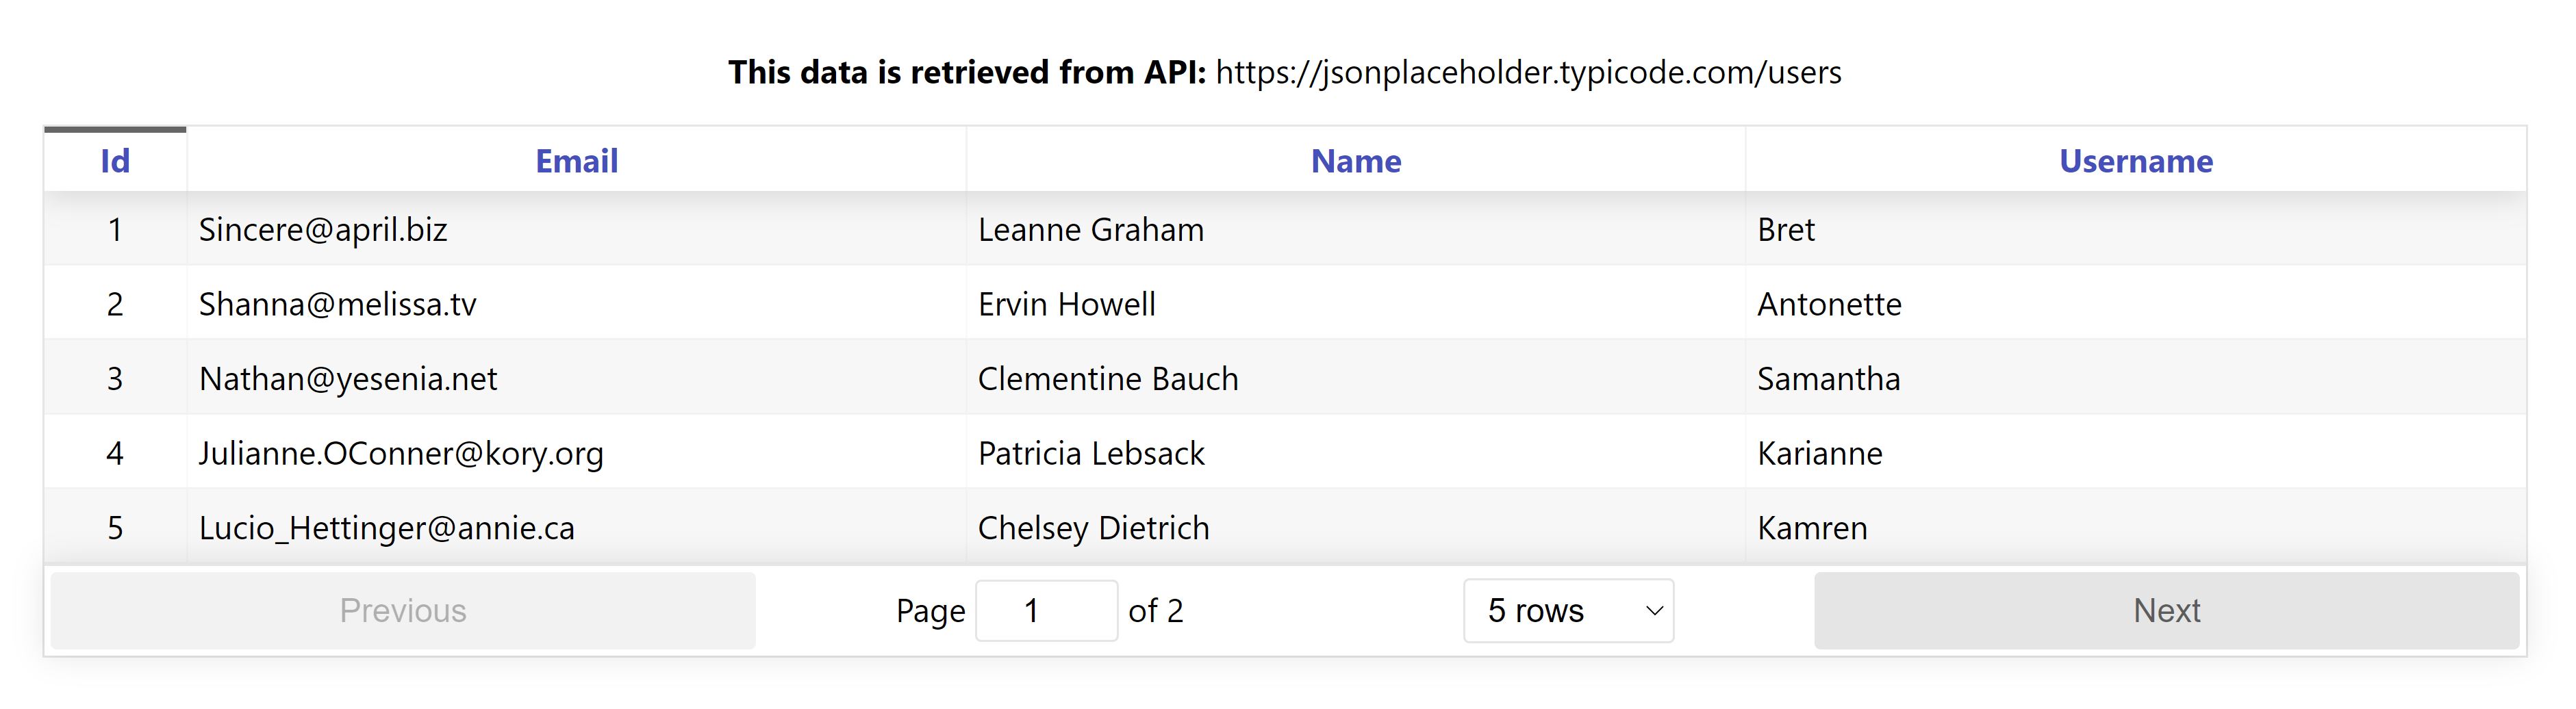 This data is retrieved from API: https://jsonplaceholder.typicode.com/users
Id Email Name Username
1 Sincere@april.biz Leanne Graham Bret
2 Shanna@melissa.tv Ervin Howell Antonette
3 Nathan@yesenia.net Clementine Bauch Samantha
4 Julianne.OConner@kory.org Patricia Lebsack Karianne
5 Lucio_Hettinger@annie.ca Chelsey Dietrich Kamren
Previous Page 1 of 2 5 rows Next